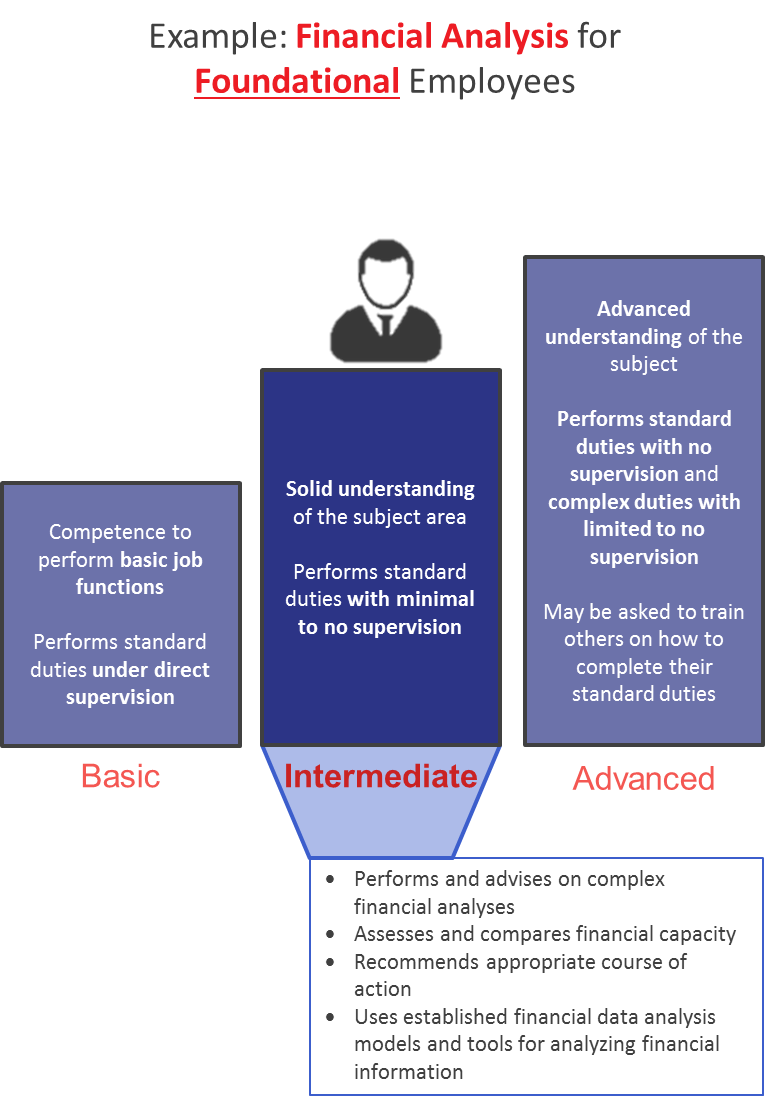 Example: Financial Analysis for
Foundational Employees
Competence to
perform basic job
functions
Performs standard
duties under direct
supervision
Basic
Solid understanding
of the subject area
Performs standard
duties with minimal
to no supervision
Intermediate
Advanced
understanding of the
subject
Performs standard
duties with no
supervision and
complex duties with
limited to no
supervision
May be asked to train
others on how to
complete their
standard duties
Advanced
• Performs and advises on complex
financial analyses
• Assesses and compares financial capacity
• Recommends appropriate course of
action
• Uses established financial data analysis
models and tools for analyzing financial
information